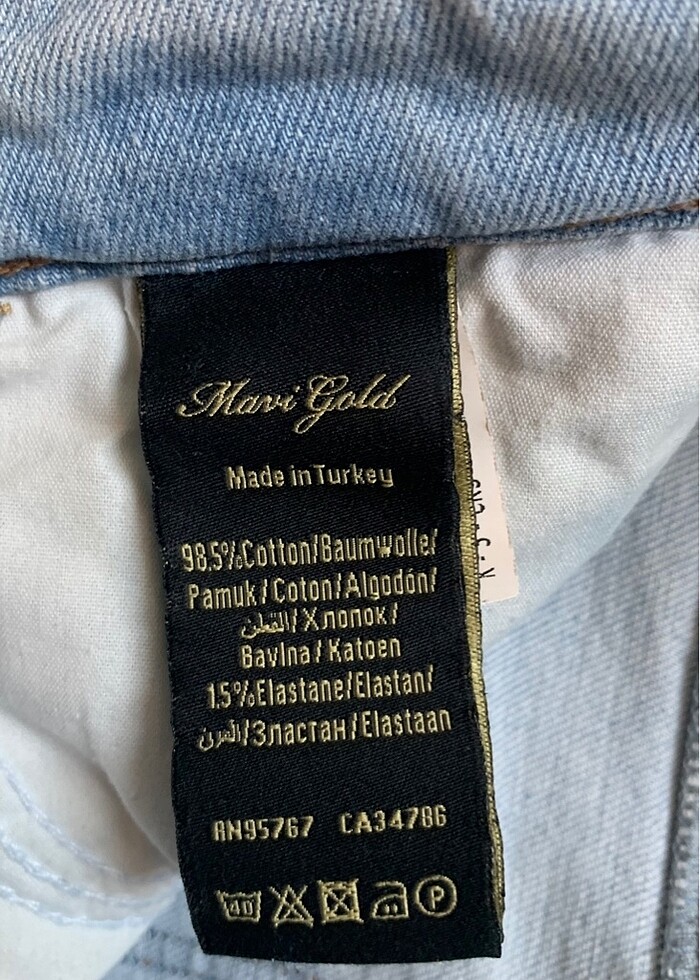 Mavi Gold
Made in Turkey
98.5%Cotton/Baumwolle/
Pamuk/Coton/Algodón/
القطن/Хлопок/
Bavlna/Katoen
1.5%Elastane/Elastan/
/Эластан/Elastaan
RN95767 CA34786
40 P